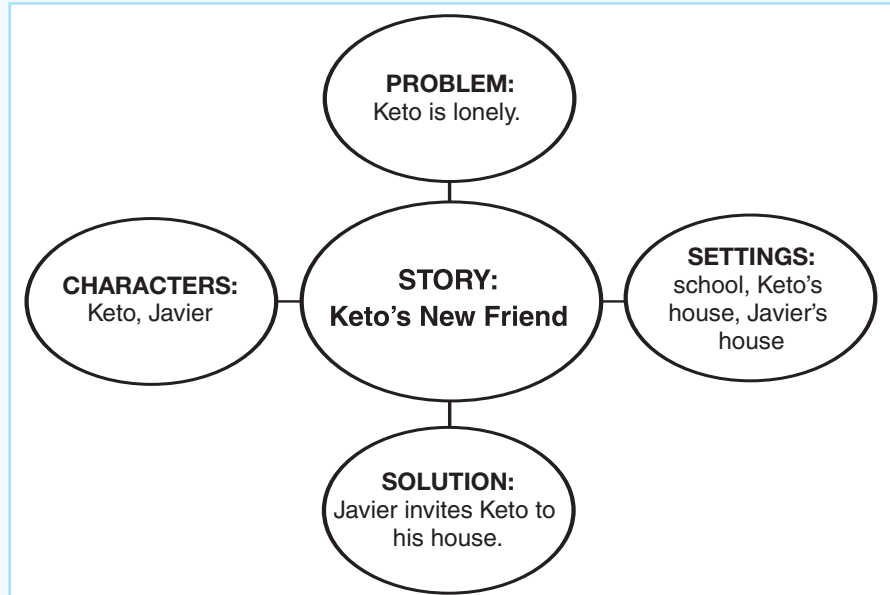 PROBLEM:
Keto is lonely.
CHARACTERS:
Keto, Javier
STORY:
Keto’s New Friend
SETTINGS:
school, Keto’s
house, Javier’s
house
SOLUTION:
Javier invites Keto to
his house.